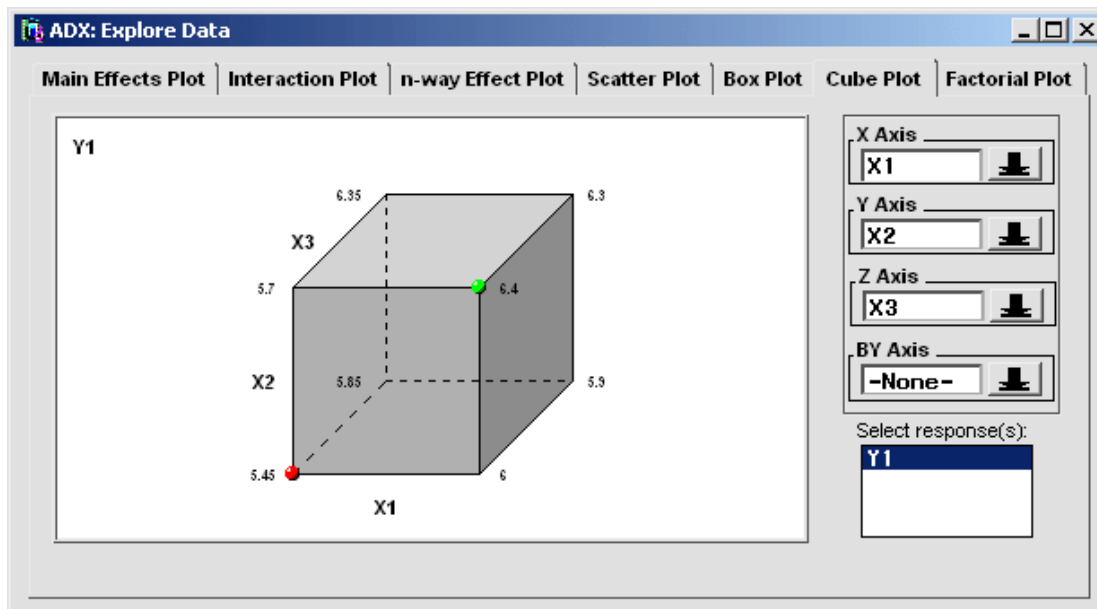 ADX: Explore Data
Main Effects Plot Interaction Plot n-way Effect Plot Scatter Plot Box Plot Cube Plot Factorial Plot
Y1
6.35 6.3
X3
5.7 6.4
X2 5.85 5.9
5.45 6
X1
X Axis
X1
Y Axis
X2
Z Axis
X3
BY Axis
-None-
Select response(s):
Y1